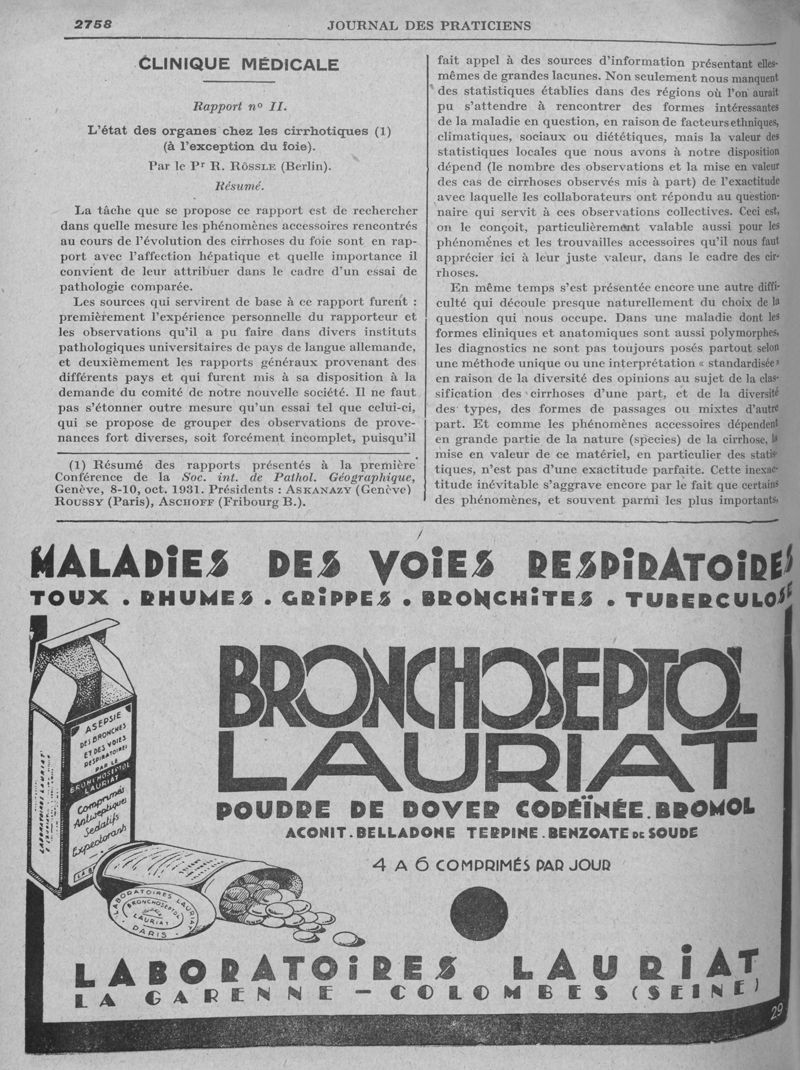 2758
JOURNAL DES PRATICIENS
CLINIQUE MÉDICALE
Rapport nº II.
L'état des organes chez les cirrhotiques (1)
(à l'exception du foie).
Par le Pr R. RÖSSLE (Berlin).
Résumé.
La tâche que se propose ce rapport est de rechercher
dans quelle mesure les phénomènes accessoires rencontrés
au cours de l'évolution des cirrhoses du foie sont en rap-
port avec l'affection hépatique et quelle importance il
convient de leur attribuer dans le cadre d'un essai de
pathologie comparée.
Les sources qui servirent de base à ce rapport furent :
premièrement l'expérience personnelle du rapporteur et
les observations qu'il a pu faire dans divers instituts
pathologiques universitaires de pays de langue allemande,
et deuxièmement les rapports généraux provenant des
différents pays et qui furent mis à sa disposition à la
demande du comité de notre nouvelle société. Il ne faut
pas s'étonner outre mesure qu'un essai tel que celui-ci,
qui se propose de grouper des observations de prove-
nances fort diverses, soit forcément incomplet, puisqu'il
(1) Résumé des rapports présentés à la première
Conférence de la Soc. int. de Pathol. Géographique,
Genève, 8-10, oct. 1931. Présidents : ASKANAZY (Genève)
ROUSSY (Paris), ASCHOFF (Fribourg B.).
fait appel à des sources d'information présentant elles-
mêmes de grandes lacunes. Non seulement nous manquent
des statistiques établies dans des régions où l'on aurait
pu s'attendre à rencontrer des formes intéressantes
de la maladie en question, en raison de facteurs ethniques,
climatiques, sociaux ou diététiques, mais la valeur des
statistiques locales que nous avons à notre disposition
dépend (le nombre des observations et la mise en valeur
des cas de cirrhoses observés mis à part) de l'exactitude
avec laquelle les collaborateurs ont répondu au question-
naire qui servit à ces observations collectives. Ceci est,
on le conçoit, particulièrement valable aussi pour les
phénomènes et les trouvailles accessoires qu'il nous faut
apprécier ici à leur juste valeur, dans le cadre des cir-
rhoses.
En même temps s'est présentée encore une autre diffi-
culté qui découle presque naturellement du choix de la
question qui nous occupe. Dans une maladie dont les
formes cliniques et anatomiques sont aussi polymorphes,
les diagnostics ne sont pas toujours posés partout selon
une méthode unique ou une interprétation « standardisée »
en raison de la diversité des opinions au sujet de la clas-
sification des cirrhoses d'une part, et de la diversité
des types, des formes de passages ou mixtes d'autre
part. Et comme les phénomènes accessoires dépendent
en grande partie de la nature (species) de la cirrhose, la
mise en valeur de ce matériel, en particulier des statis-
tiques, n'est pas d'une exactitude parfaite. Cette inexac-
titude inévitable s'aggrave encore par le fait que certains
des phénomènes, et souvent parmi les plus importants,
MALADIES DES VOIES RESPIRATOIRES
TOUX . RHUMES . GRIPPES . BRONCHITES . TUBERCULOSE
BRONCHOSEPTOL
LAURIAT
POUDRE DE DOVER CODÉÏNÉE . BROMOL
ACONIT . BELLADONE TERPINE . BENZOATE DE SOUDE
4 A 6 COMPRIMÉS PAR JOUR
ASEPSIE
DES BRONCHES
ET DES VOIES
RESPIRATOIRES
PAR LA
BRONCHOSEPTOL
LAURIAT
Comprimés
Antiseptiques
Sedatifs
Expectorants
LABORATOIRES LAURIAT
BRONCHOSEPTOL
LAURIAT
PARIS
LABORATOIRES LAURIAT
LA GARENNE - COLOMBES (SEINE)
29